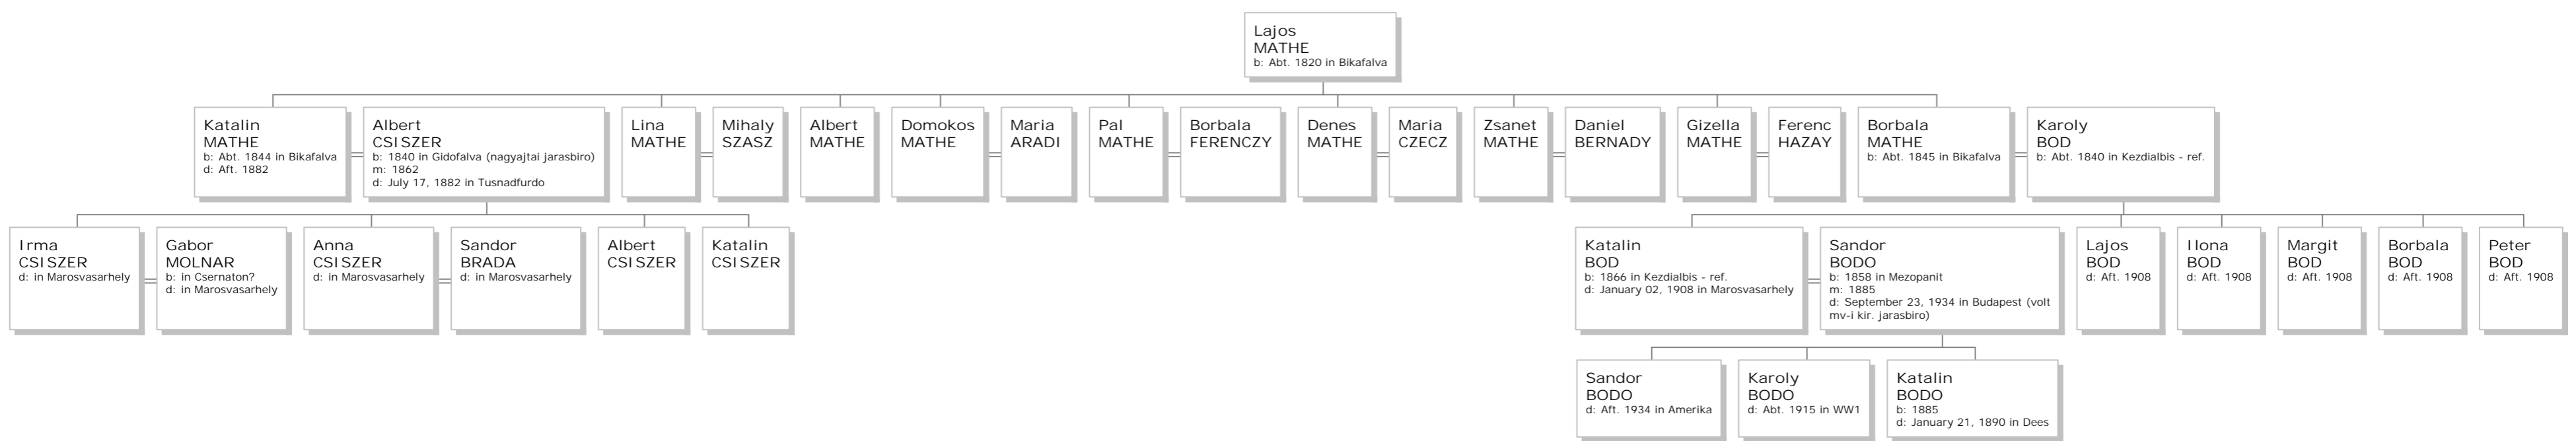 Lajos
MATHE
b: Abt. 1820 in Bikafalva
Katalin
MATHE
b: Abt. 1844 in Bikafalva
d: Aft. 1882
Albert
CSISZER
b: 1840 in Gidofalva (nagyajtai jarasbiro)
m: 1862
d: July 17, 1882 in Tusnadfurdo
Lina
MATHE
Mihaly
SZASZ
Albert
MATHE
Domokos
MATHE
Maria
ARADI
Pal
MATHE
Borbala
FERENCZY
Denes
MATHE
Maria
CZECZ
Zsanet
MATHE
Daniel
BERNADY
Gizella
MATHE
Ferenc
HAZAY
Borbala
MATHE
b: Abt. 1845 in Bikafalva
Karoly
BOD
b: Abt. 1840 in Kezdialbis - ref.
Irma
CSISZER
d: in Marosvasarhely
Gabor
MOLNAR
b: in Csernaton?
d: in Marosvasarhely
Anna
CSISZER
d: in Marosvasarhely
Sandor
BRADA
d: in Marosvasarhely
Albert
CSISZER
Katalin
CSISZER
Katalin
BOD
b: 1866 in Kezdialbis - ref.
d: January 02, 1908 in Marosvasarhely
Sandor
BODO
b: 1858 in Mezopanit
m: 1885
d: September 23, 1934 in Budapest (volt
mv-i kir. jarasbiro)
Lajos
BOD
d: Aft. 1908
Ilona
BOD
d: Aft. 1908
Margit
BOD
d: Aft. 1908
Borbala
BOD
d: Aft. 1908
Peter
BOD
d: Aft. 1908
Sandor
BODO
d: Aft. 1934 in Amerika
Karoly
BODO
d: Abt. 1915 in WW1
Katalin
BODO
b: 1885
d: January 21, 1890 in Dees